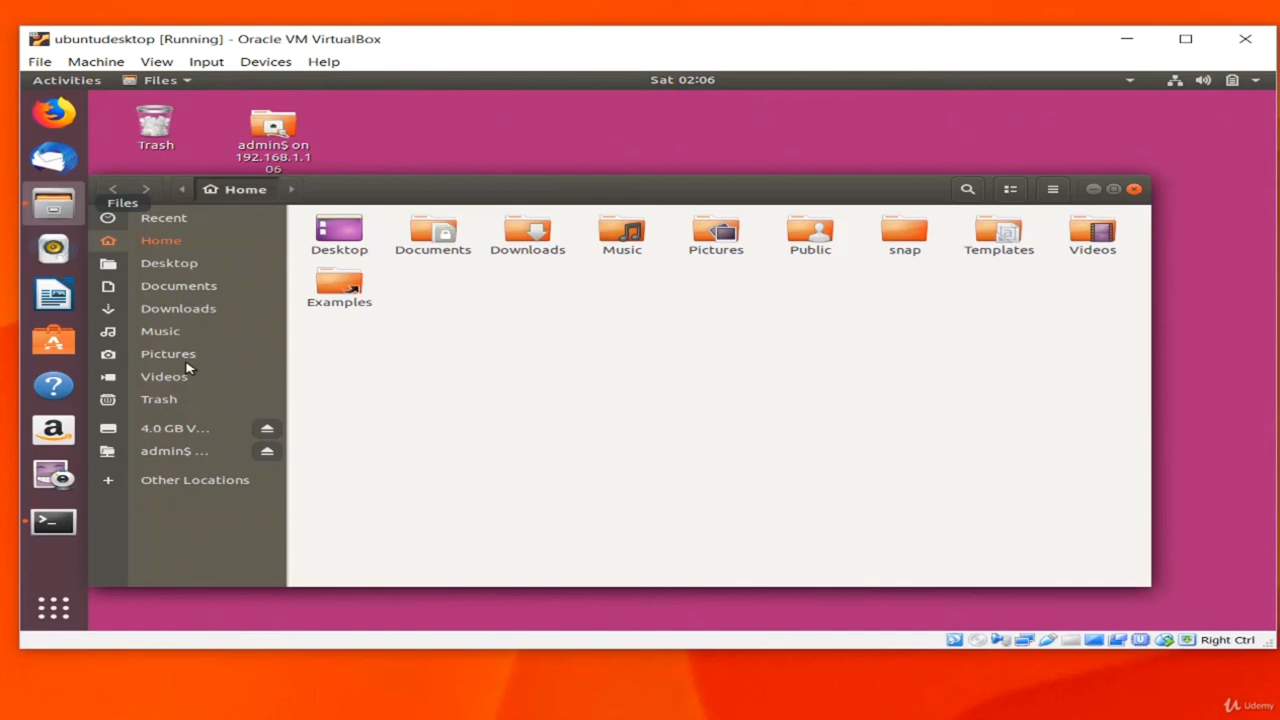 ubuntudesktop [Running] - Oracle VM VirtualBox
File Machine View Input Devices Help
Activities Files Sat 02:06
Trash
admin$ on
192.168.1.1
06
Home
Files
Recent
Home
Desktop
Documents
Downloads
Music
Pictures
Videos
Trash
4.0 GB V...
admin$ ...
Other Locations
Desktop Documents Downloads Music Pictures Public snap Templates Videos
Examples
Right Ctrl
Udemy